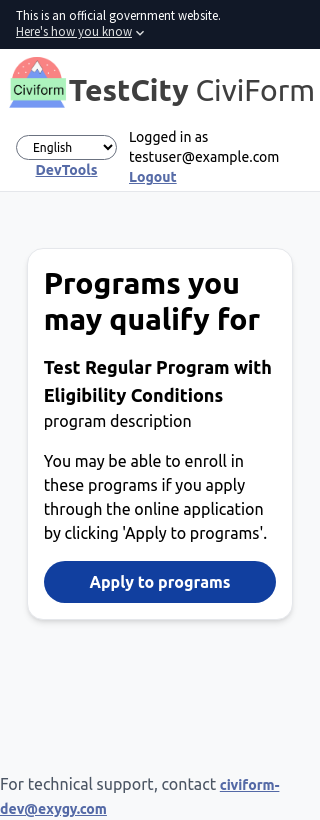 This is an official government website.
Here's how you know
Civiform
TestCity CiviForm
English
DevTools
Logged in as
testuser@example.com
Logout
Programs you
may qualify for
Test Regular Program with
Eligibility Conditions
program description
You may be able to enroll in
these programs if you apply
through the online application
by clicking 'Apply to programs'.
Apply to programs
For technical support, contact civiform-
dev@exygy.com